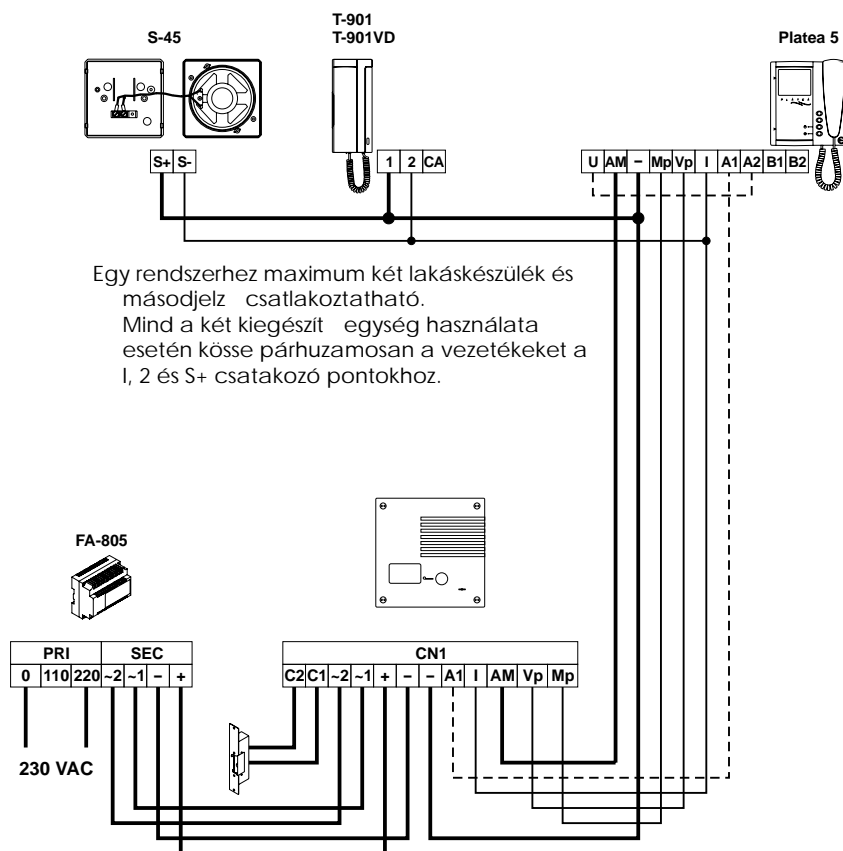 T-901
S-45 T-901VD Platea 5
S+ S- 1 2 CA U AM – Mp Vp I A1 A2 B1 B2
Egy rendszerhez maximum két lakáskészülék és
másodjelz csatlakoztatható.
Mind a két kiegészít egység használata
esetén kösse párhuzamosan a vezetékeket a
I, 2 és S+ csatakozó pontokhoz.
FA-805
PRI SEC CN1
0 110 220 ~2 ~1 – + C2 C1 ~2 ~1 + – – A1 I AM Vp Mp
230 VAC